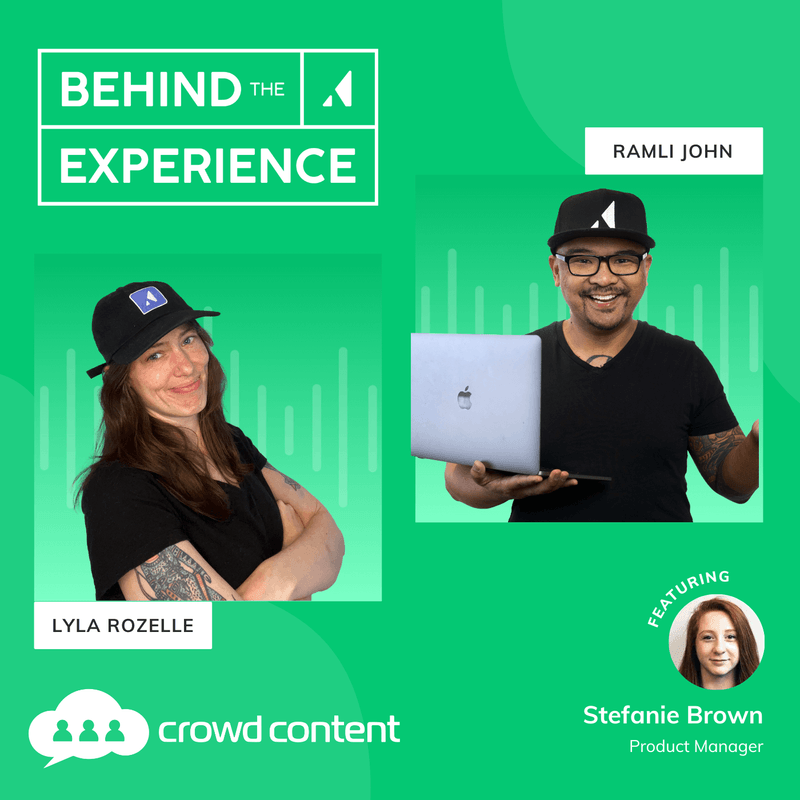 BEHIND THE
EXPERIENCE
RAMLI JOHN
LYLA ROZELLE
FEATURING
Stefanie Brown
Product Manager
crowd content